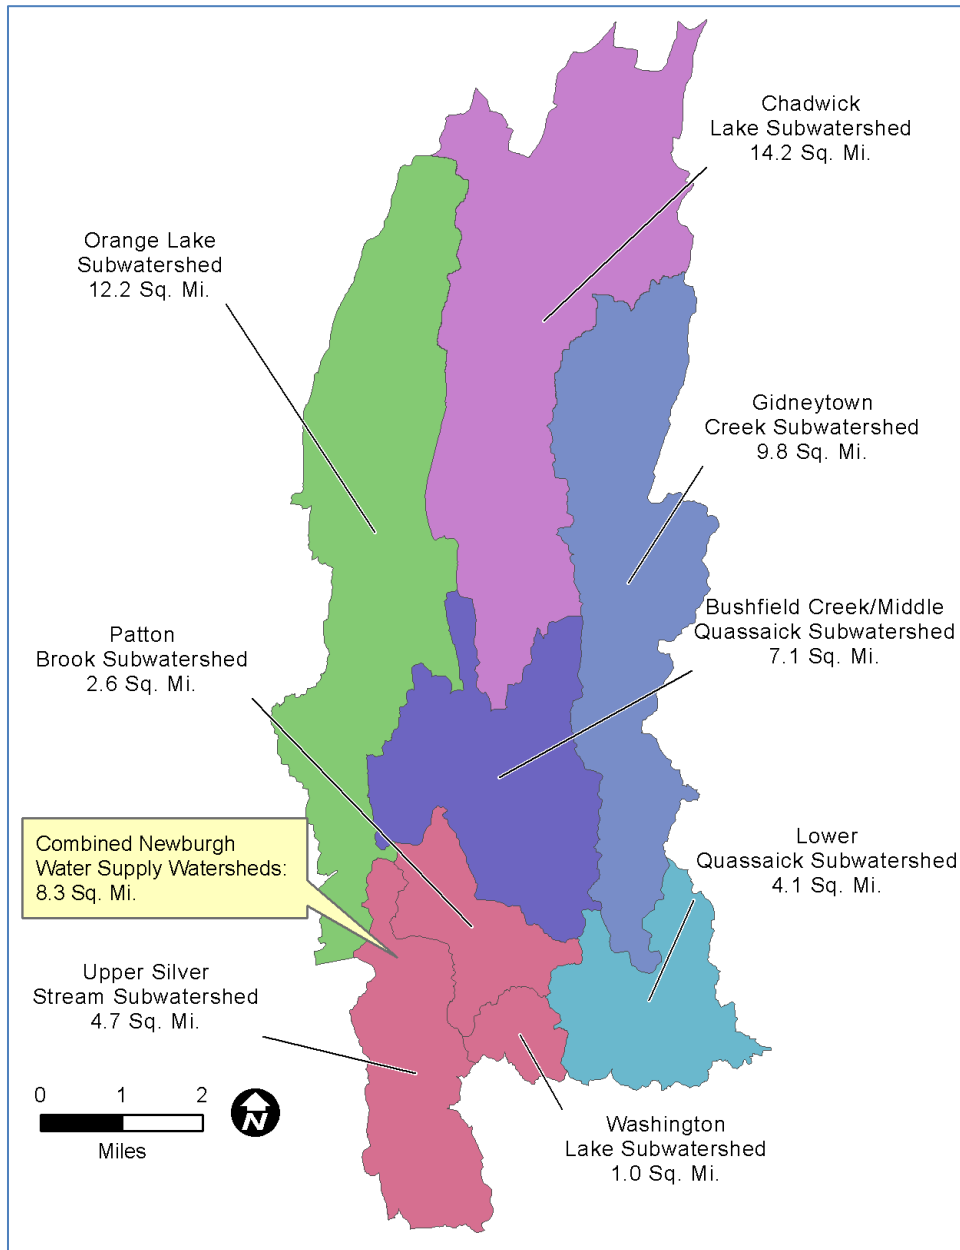 Chadwick
Lake Subwatershed
14.2 Sq. Mi.
Orange Lake
Subwatershed
12.2 Sq. Mi.
Gidneytown
Creek Subwatershed
9.8 Sq. Mi.
Bushfield Creek/Middle
Quassaick Subwatershed
7.1 Sq. Mi.
Patton
Brook Subwatershed
2.6 Sq. Mi.
Combined Newburgh
Water Supply Watersheds:
8.3 Sq. Mi.
Lower
Quassaick Subwatershed
4.1 Sq. Mi.
Upper Silver
Stream Subwatershed
4.7 Sq. Mi.
0 1 2
Miles
N
Washington
Lake Subwatershed
1.0 Sq. Mi.